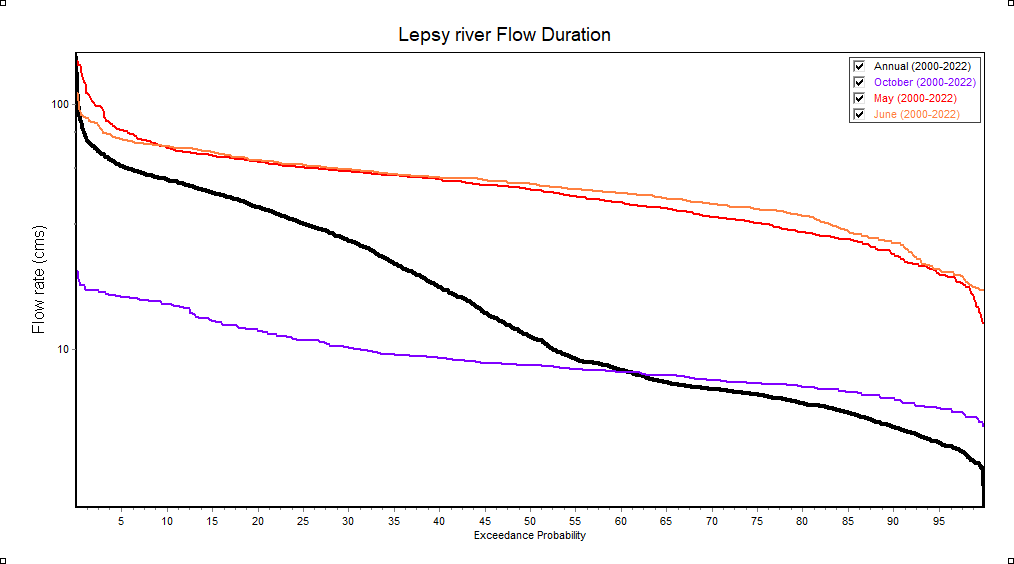 Lepsy river Flow Duration
Annual (2000-2022)
October (2000-2022)
May (2000-2022)
June (2000-2022)
100
10
Flow rate (cms)
5 10 15 20 25 30 35 40 45 50 55 60 65 70 75 80 85 90 95
Exceedance Probability